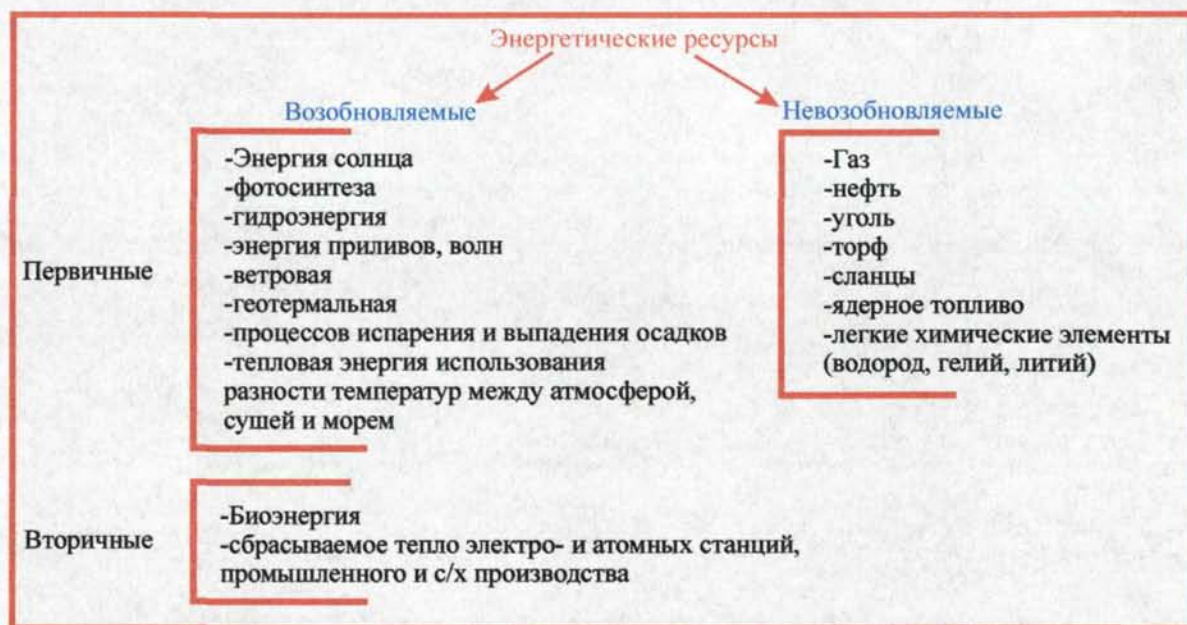 Энергетические ресурсы
Возобновляемые
Невозобновляемые
Первичные
-Энергия солнца
-фотосинтеза
-гидроэнергия
-энергия приливов, волн
-ветровая
-геотермальная
-процессов испарения и выпадения осадков
-тепловая энергия использования
разности температур между атмосферой,
сушей и морем
-Газ
-нефть
-уголь
-торф
-сланцы
-ядерное топливо
-легкие химические элементы
(водород, гелий, литий)
Вторичные
-Биоэнергия
-сбрасываемое тепло электро- и атомных станций,
промышленного и с/х производства